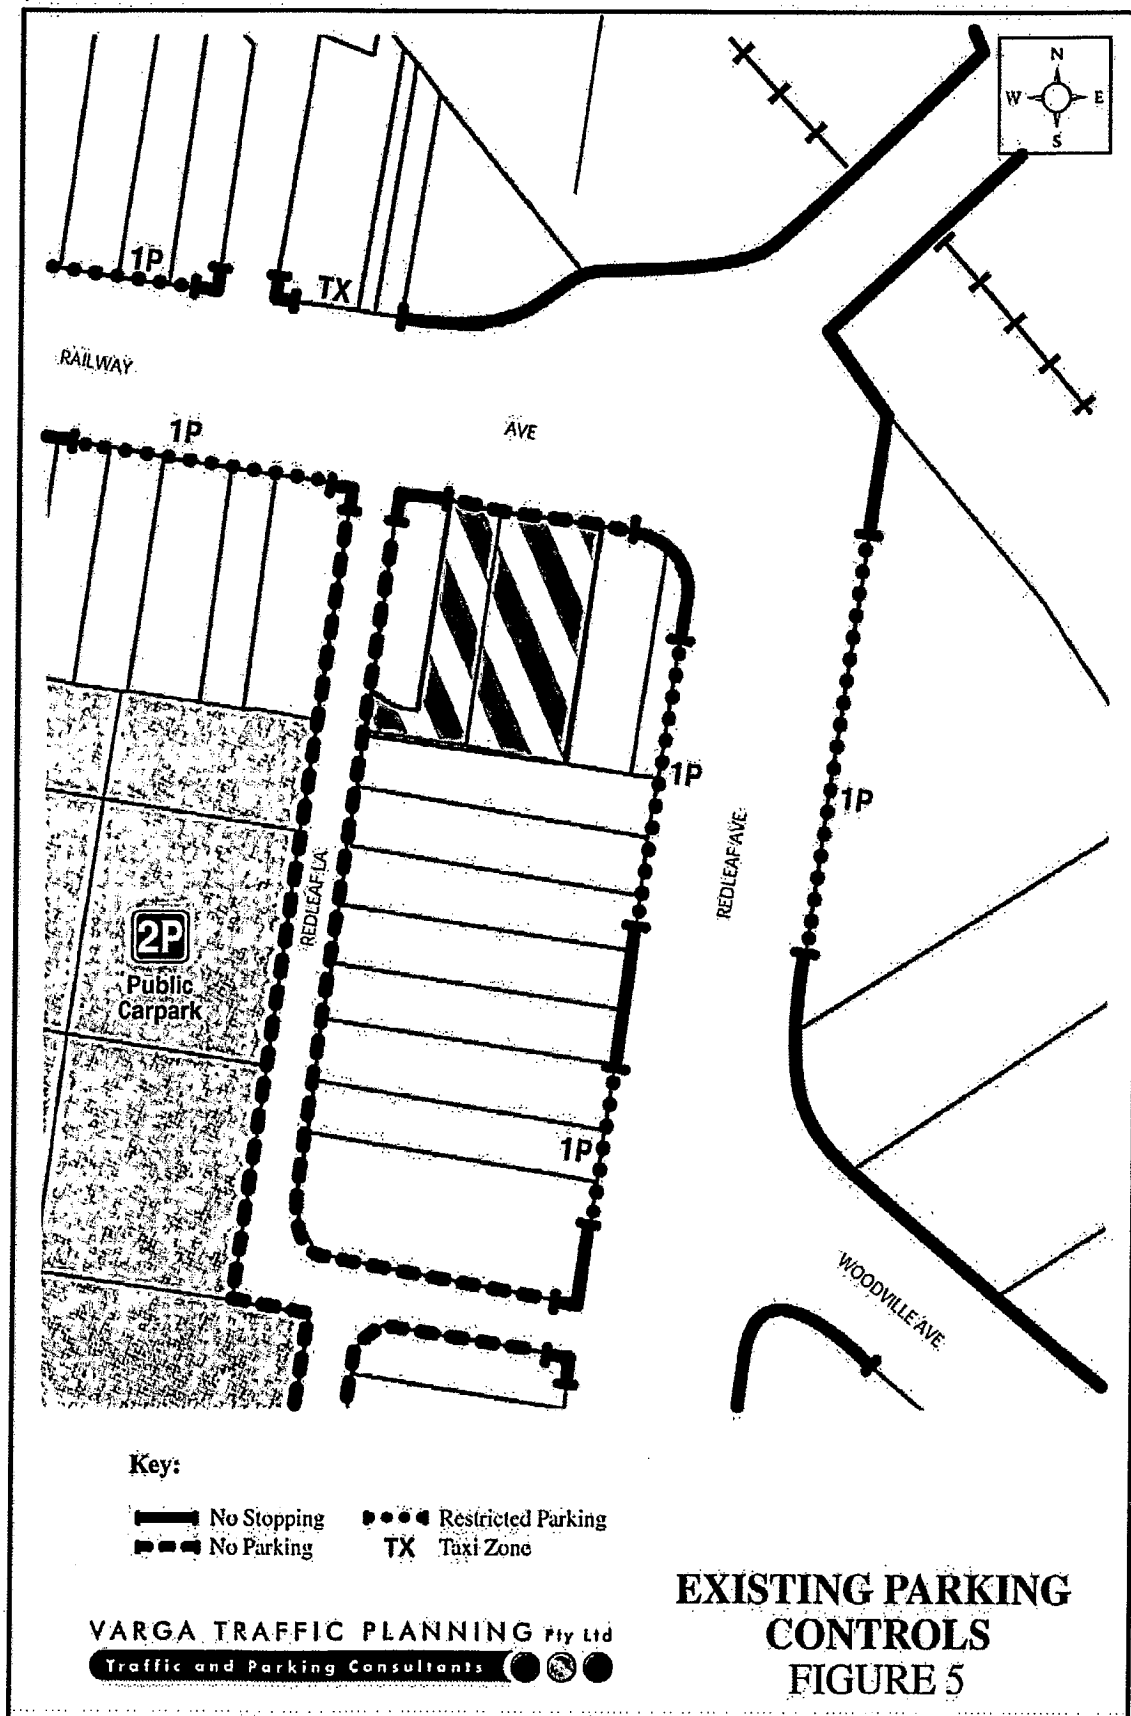 N
W E
S
1P
TX
RAILWAY
1P
AVE
1P
1P
REDLEAF AVE
REDLEAF LA
2P
Public
Carpark
1P
WOODVILLE AVE
Key:
No Stopping
Restricted Parking
No Parking
TX Taxi Zone
EXISTING PARKING
CONTROLS
FIGURE 5
VARGA TRAFFIC PLANNING Pty Ltd
Traffic and Parking Consultants